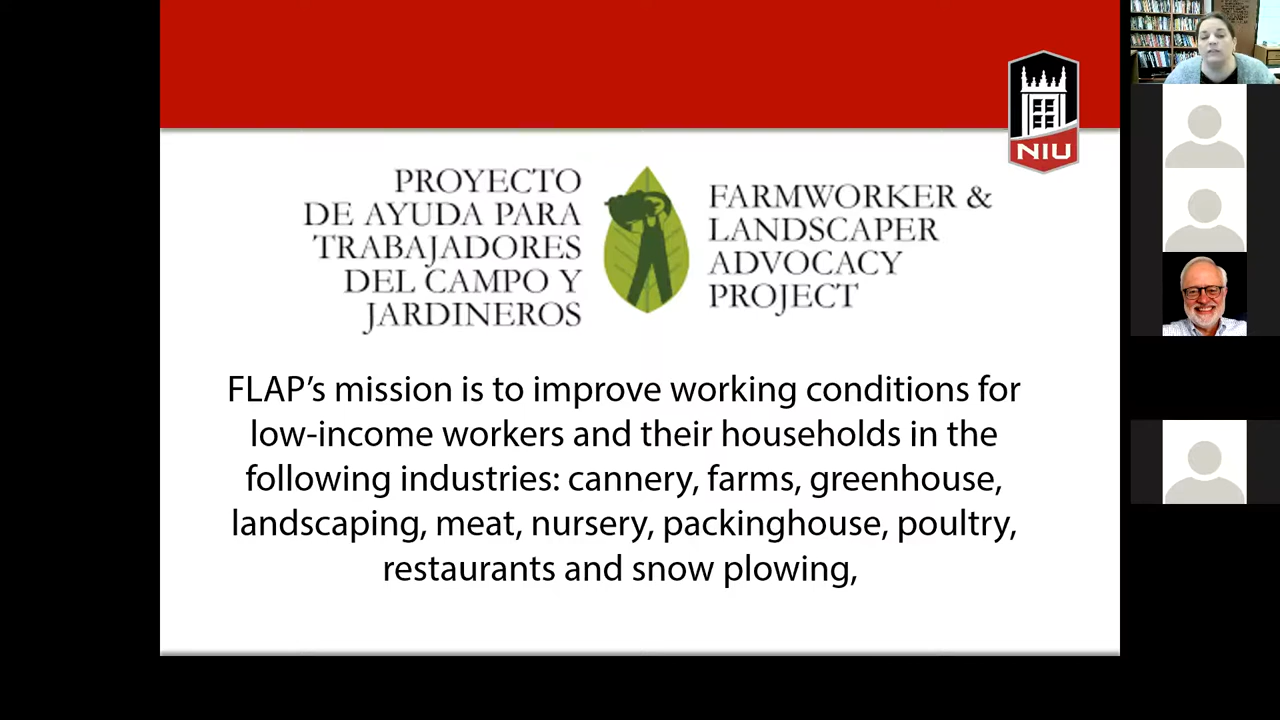 NIU
PROYECTO
DE AYUDA PARA
TRABAJADORES
DEL CAMPO Y
JARDINEROS
FARMWORKER &
LANDSCAPER
ADVOCACY
PROJECT
FLAP’s mission is to improve working conditions for
low-income workers and their households in the
following industries: cannery, farms, greenhouse,
landscaping, meat, nursery, packinghouse, poultry,
restaurants and snow plowing,